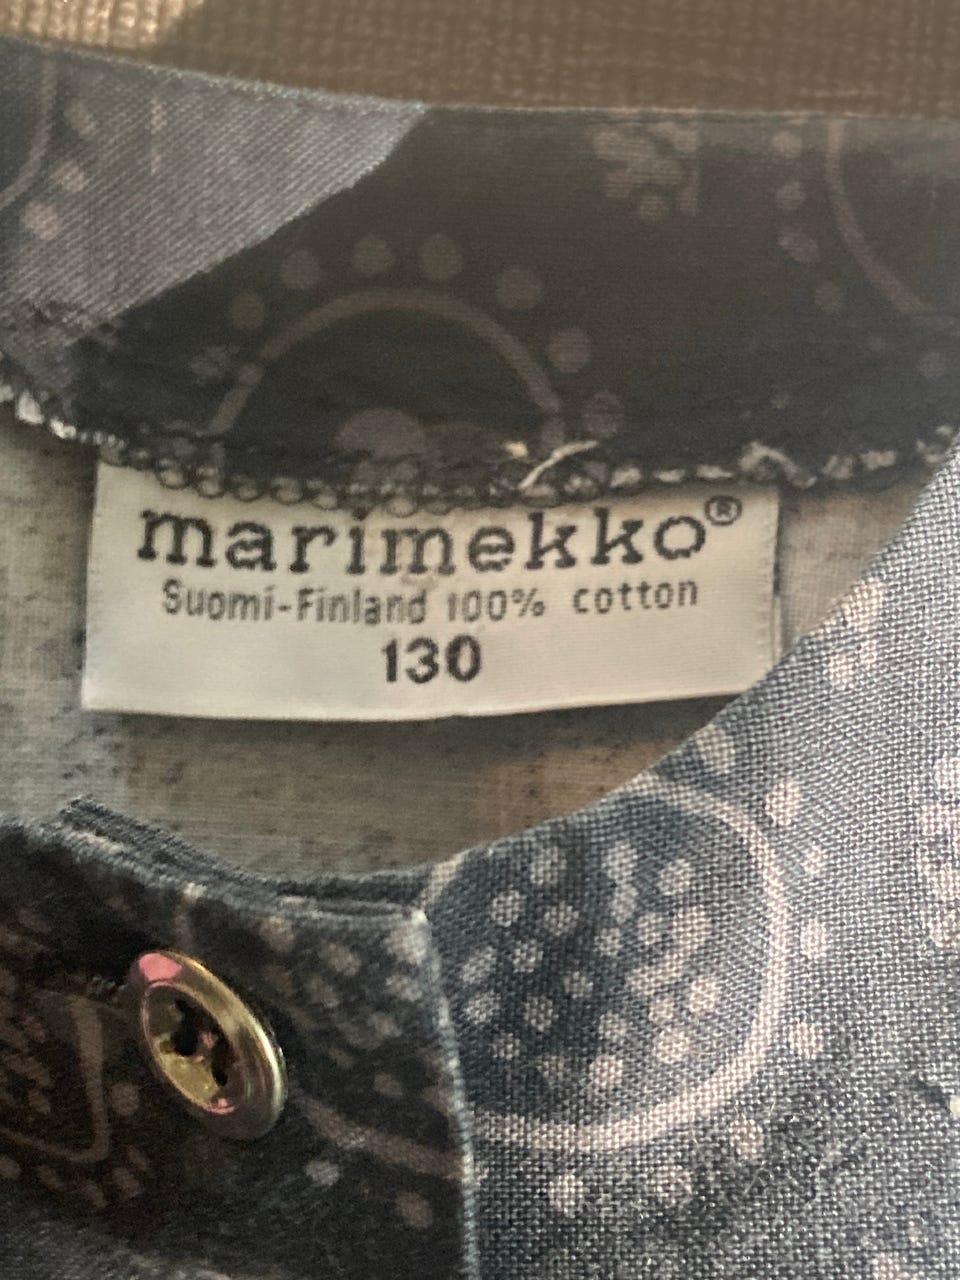 marimekko®
Suomi-Finland 100% cotton
130